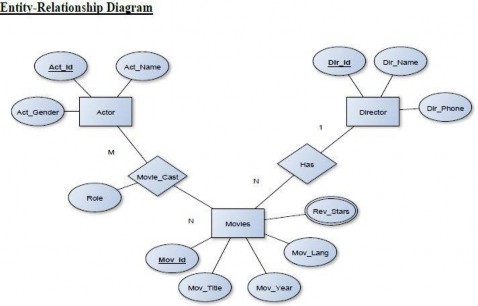 Entity-Relationship Diagram
Act_Id
Act_Name
Dir_id
Dir_Name
Act_Gender
Actor
Director
Dir_Phone
1
M
Movie_Cast
Has
Role
N
N
Movies
Rev_Stars
Mov_id
Mov_Lang
Mov_Title
Mov_Year